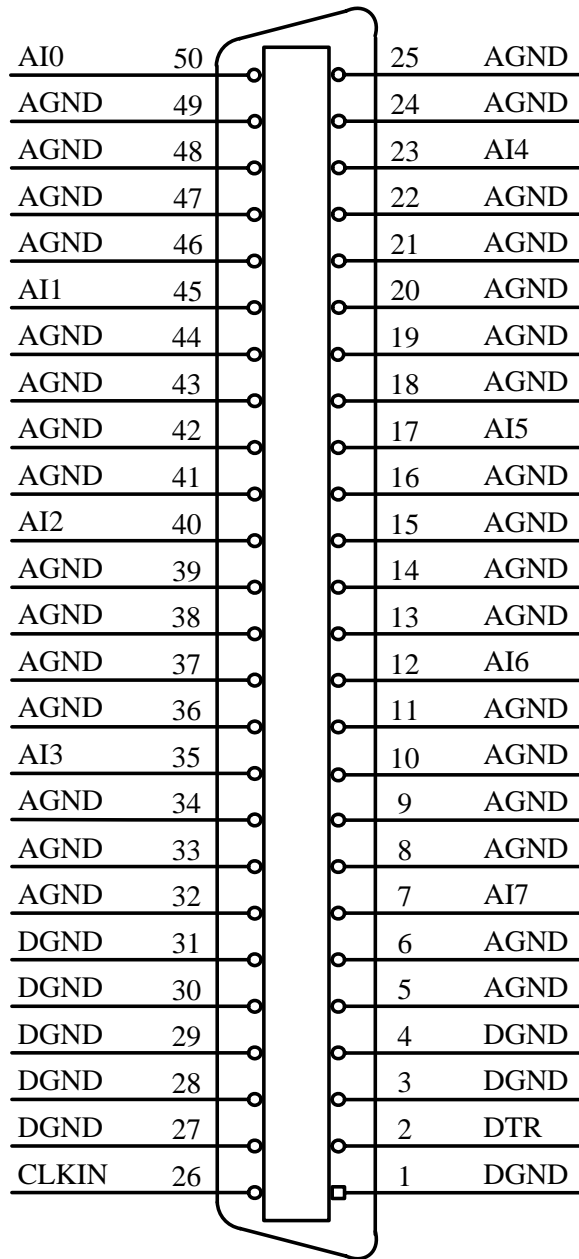 AI0 50 25 AGND
AGND 49 24 AGND
AGND 48 23 AI4
AGND 47 22 AGND
AGND 46 21 AGND
AI1 45 20 AGND
AGND 44 19 AGND
AGND 43 18 AGND
AGND 42 17 AI5
AGND 41 16 AGND
AI2 40 15 AGND
AGND 39 14 AGND
AGND 38 13 AGND
AGND 37 12 AI6
AGND 36 11 AGND
AI3 35 10 AGND
AGND 34 9 AGND
AGND 33 8 AGND
AGND 32 7 AI7
DGND 31 6 AGND
DGND 30 5 AGND
DGND 29 4 DGND
DGND 28 3 DGND
DGND 27 2 DTR
CLKIN 26 1 DGND